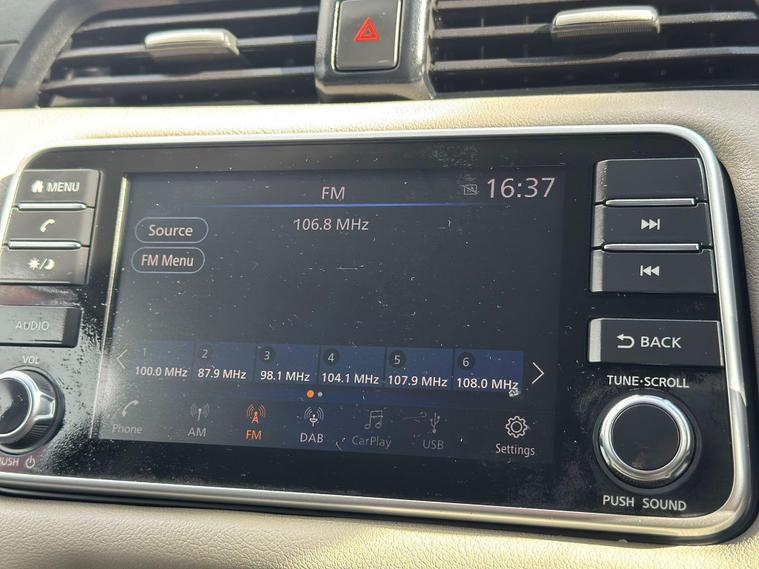 MENU
FM
16:37
Source
106.8 MHz
FM Menu
AUDIO
BACK
VOL
1 2 3 4 5 6
100.0 MHz 87.9 MHz 98.1 MHz 104.1 MHz 107.9 MHz 108.0 MHz
TUNE·SCROLL
Phone AM FM DAB CarPlay USB Settings
PUSH
PUSH SOUND